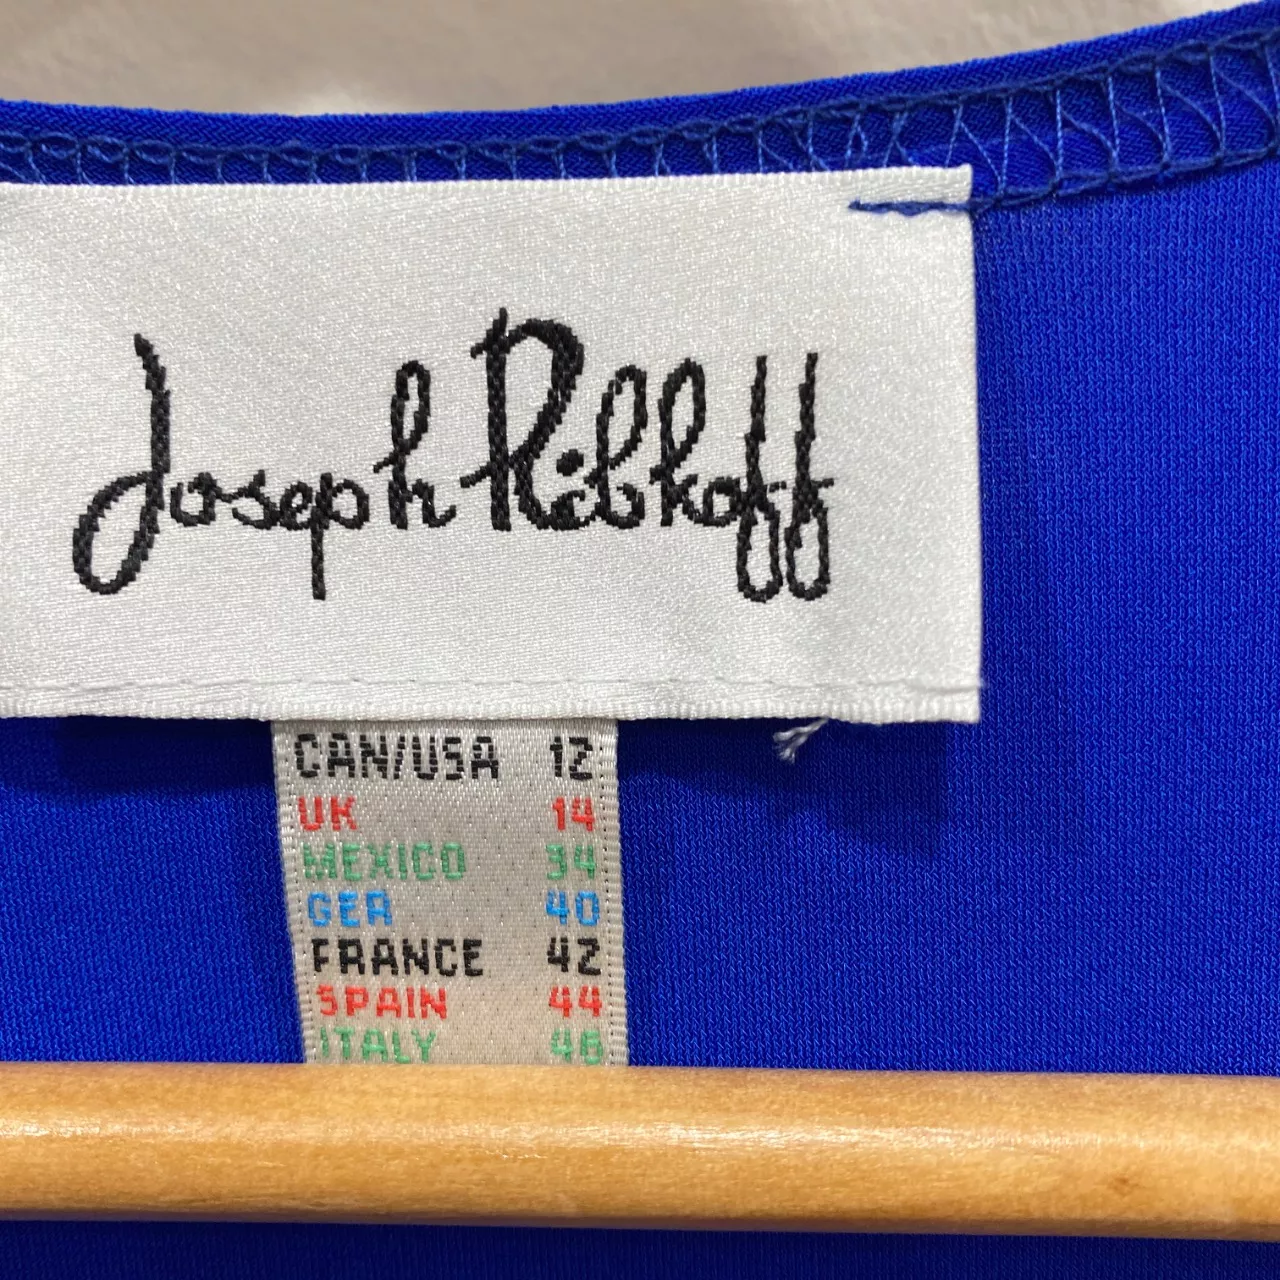 Joseph Ribkoff
CAN/USA 12
UK 14
MEXICO 34
GER 40
FRANCE 42
SPAIN 44
ITALY 46